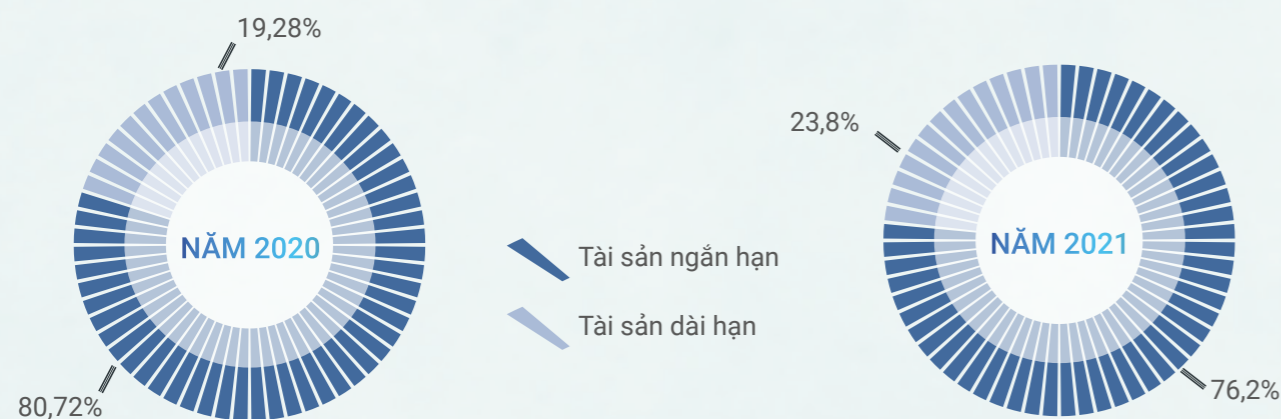 19,28%
NĂM 2020
80,72%
Tài sản ngắn hạn
Tài sản dài hạn
23,8%
NĂM 2021
76,2%